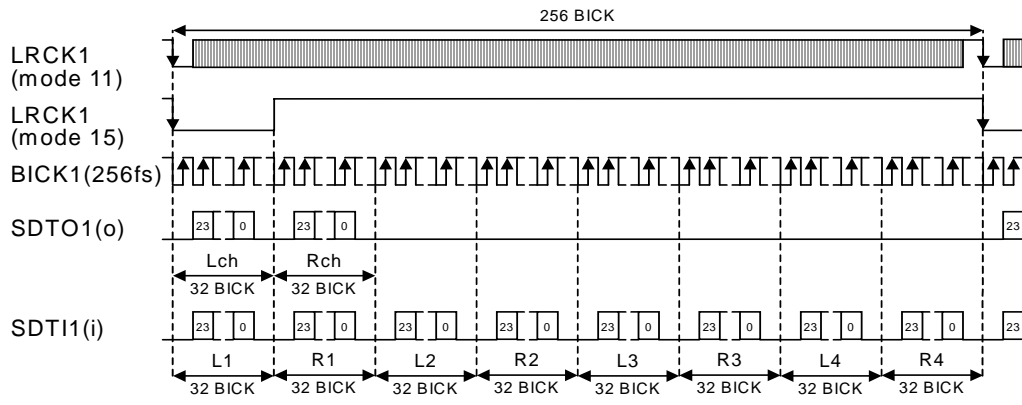 256 BICK
LRCK1
(mode 11)
LRCK1
(mode 15)
BICK1(256fs)
SDTO1(o)
23 0 23 0 23
Lch Rch
32 BICK 32 BICK
SDTI1(i)
23 0 23 0 23 0 23 0 23 0 23 0 23 0 23 0 23
L1 R1 L2 R2 L3 R3 L4 R4
32 BICK 32 BICK 32 BICK 32 BICK 32 BICK 32 BICK 32 BICK 32 BICK